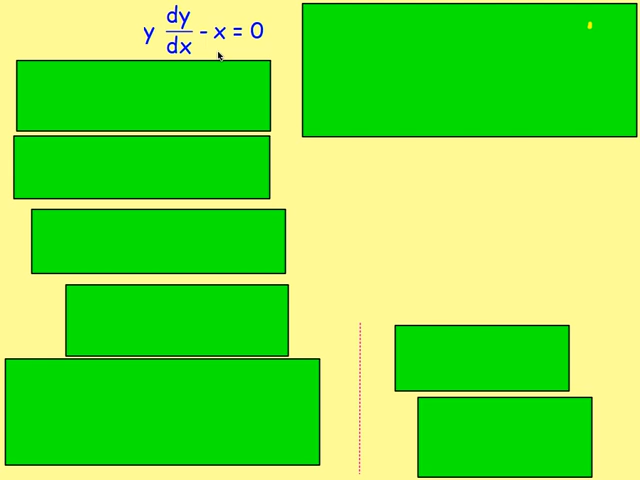 y dy/dx - x = 0